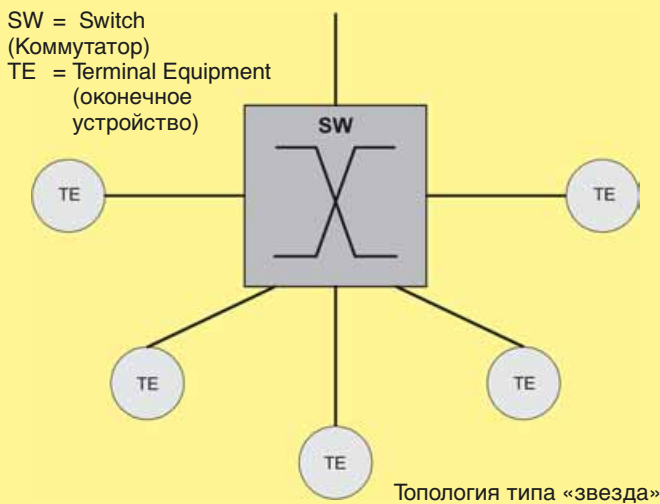 SW = Switch
(Коммутатор)
TE = Terminal Equipment
(оконечное
устройство)
SW
TE
TE
TE
TE
TE
Топология типа «звезда»